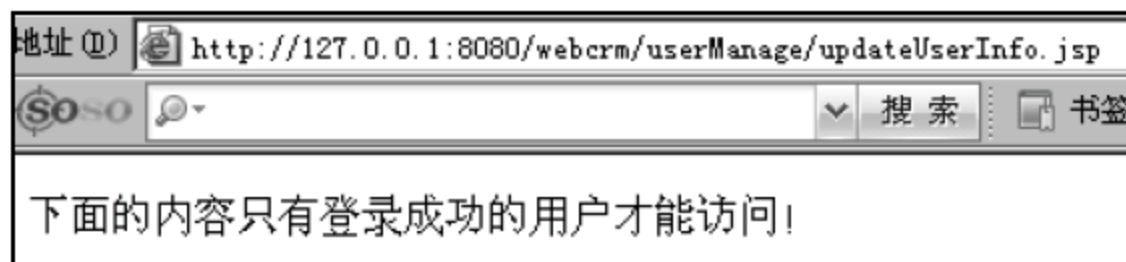 地址(D) http://127.0.0.1:8080/webcrm/userManage/updateUserInfo.jsp
SOSO 搜 索 书签
下面的内容只有登录成功的用户才能访问!